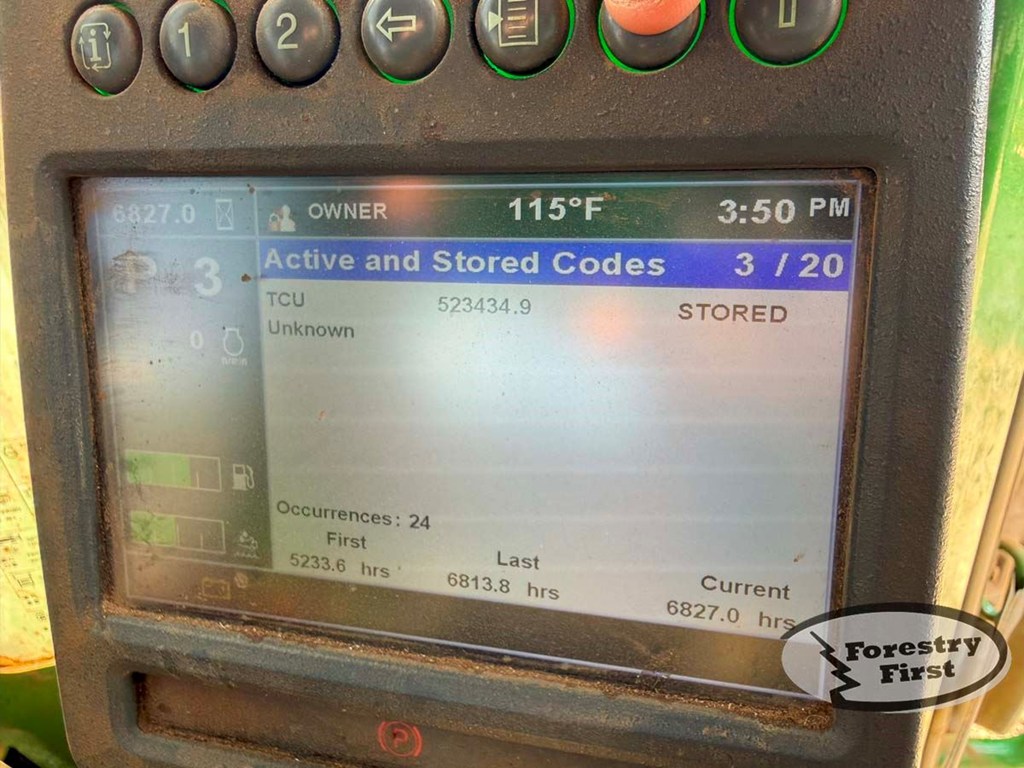 1
2
6827.0
OWNER
115°F
3:50 PM
P 3
Active and Stored Codes 3 / 20
TCU 523434.9 STORED
Unknown
0
Occurrences: 24
First
5233.6 hrs
Last
6813.8 hrs
Current
6827.0 hrs
P
Forestry
First